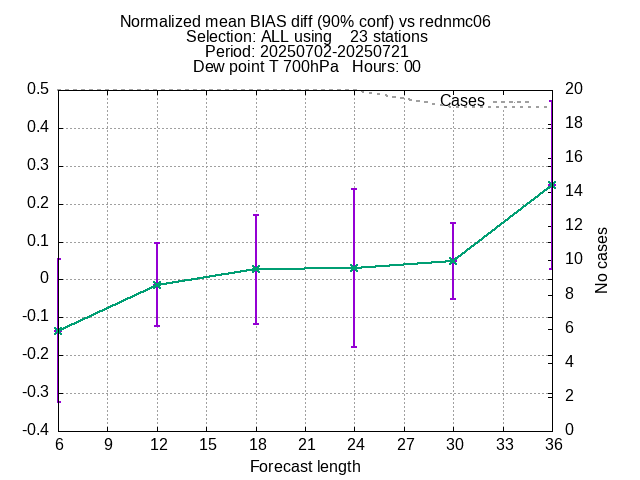 Normalized mean BIAS diff (90% conf) vs rednmc06
Selection: ALL using    23 stations
Period: 20250702-20250721
Dew point T 700hPa   Hours: 00
Cases
0.5
0.4
0.3
0.2
0.1
0
-0.1
-0.2
-0.3
-0.4
20
18
16
14
12
10
8
6
4
2
0
No cases
6 9 12 15 18 21 24 27 30 33 36
Forecast length